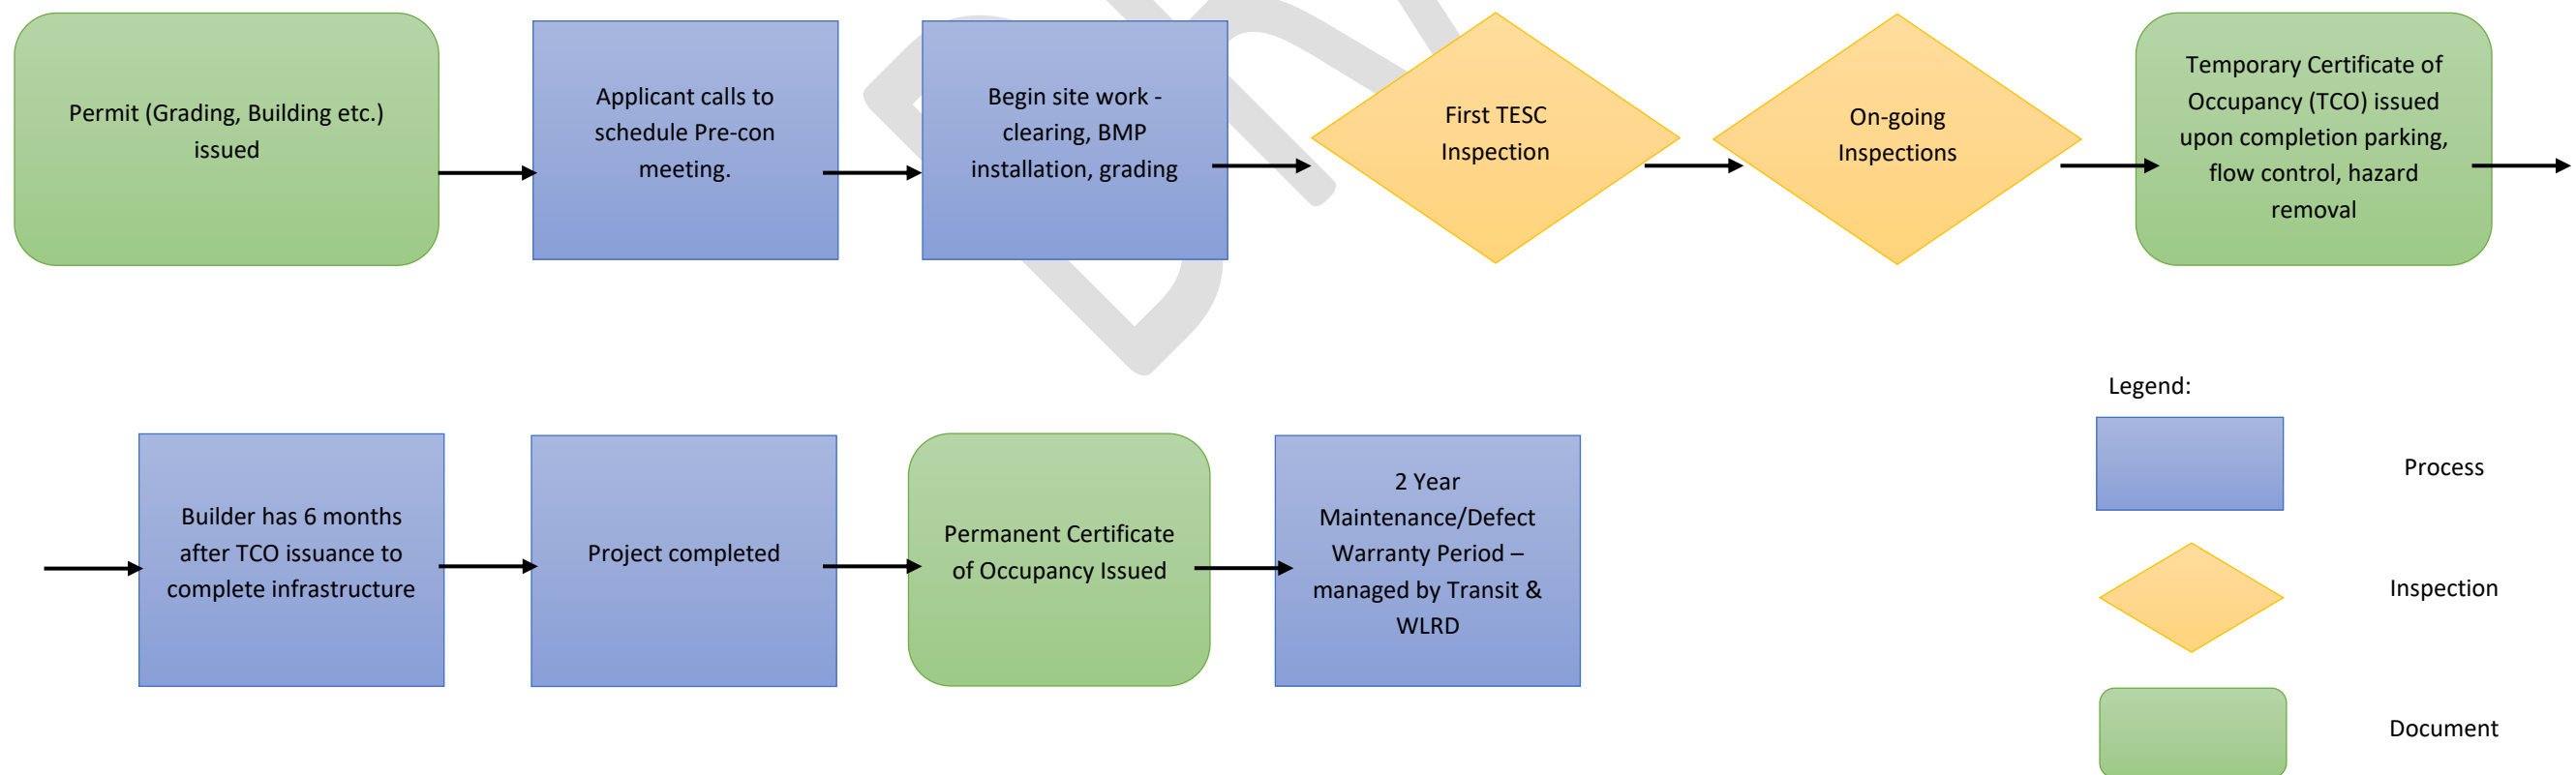 Permit (Grading, Building etc.)
issued
Applicant calls to
schedule Pre-con
meeting.
Begin site work -
clearing, BMP
installation, grading
First TESC
Inspection
On-going
Inspections
Temporary Certificate of
Occupancy (TCO) issued
upon completion parking,
flow control, hazard
removal
Builder has 6 months
after TCO issuance to
complete infrastructure
Project completed
Permanent Certificate
of Occupancy Issued
2 Year
Maintenance/Defect
Warranty Period –
managed by Transit &
WLRD
Legend:
Process
Inspection
Document